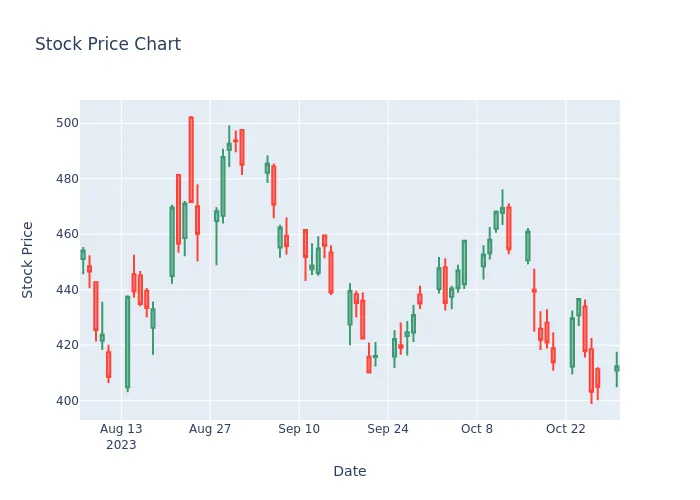 Stock Price Chart
Stock Price
500
480
460
440
420
400
Aug 13
2023
Aug 27
Sep 10
Sep 24
Oct 8
Oct 22
Date